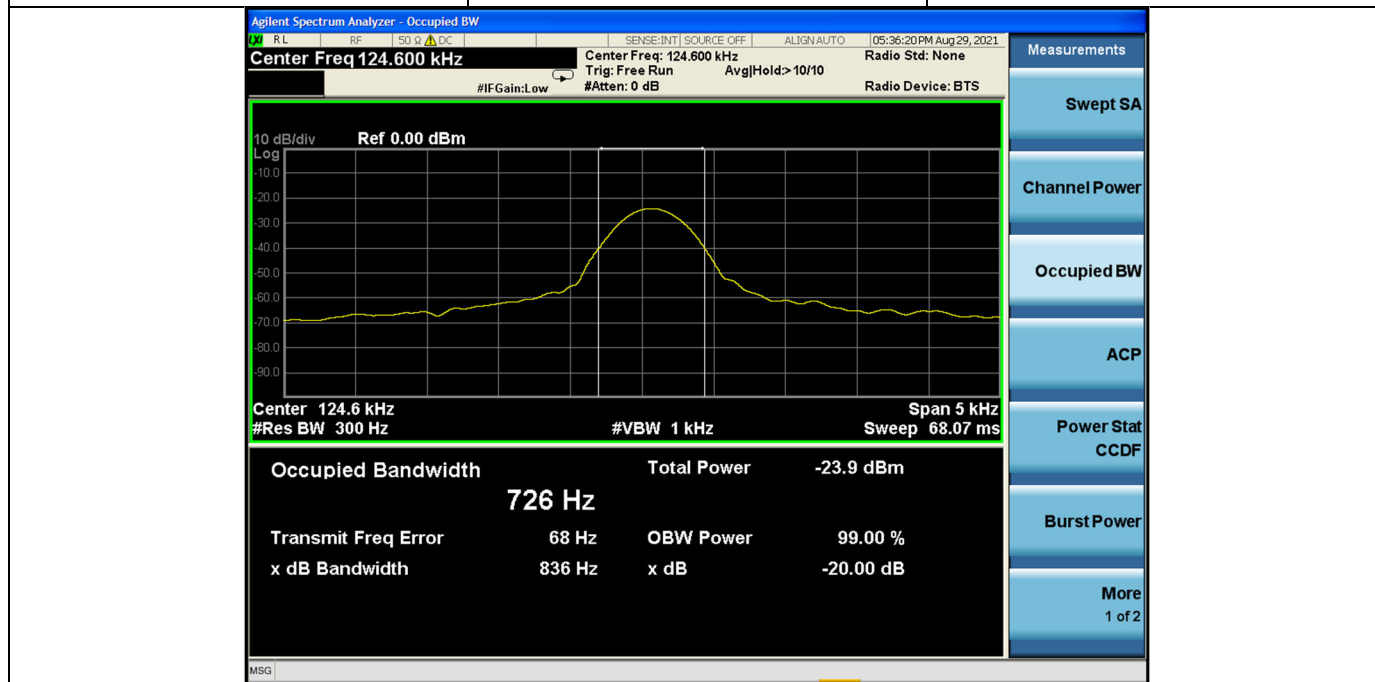 Agilent Spectrum Analyzer - Occupied BW
LXI RL RF 50 Ω ⚠ DC SENSE:INT SOURCE OFF ALIGN AUTO 05:36:20 PM Aug 29, 2021
Center Freq 124.600 kHz
Center Freq: 124.600 kHz Radio Std: None
Trig: Free Run Avg|Hold:> 10/10
#IFGain:Low #Atten: 0 dB Radio Device: BTS
10 dB/div Ref 0.00 dBm
Log
-10.0
-20.0
-30.0
-40.0
-50.0
-60.0
-70.0
-80.0
-90.0
Center 124.6 kHz Span 5 kHz
#Res BW 300 Hz #VBW 1 kHz Sweep 68.07 ms
Occupied Bandwidth Total Power -23.9 dBm
726 Hz
Transmit Freq Error 68 Hz OBW Power 99.00 %
x dB Bandwidth 836 Hz x dB -20.00 dB
MSG
Measurements
Swept SA
Channel Power
Occupied BW
ACP
Power Stat
CCDF
Burst Power
More
1 of 2